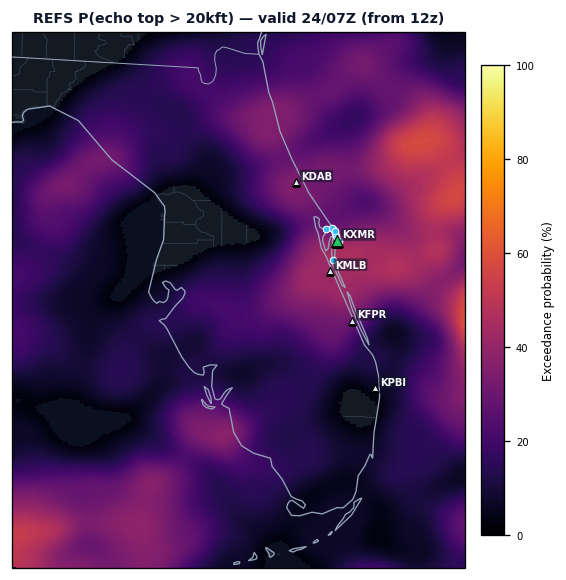 REFS P(echo top > 20kft) — valid 24/07Z (from 12z)
KDAB
KXMR
KMLB
KFPR
KPBI
100
80
60
40
20
0
Exceedance probability (%)